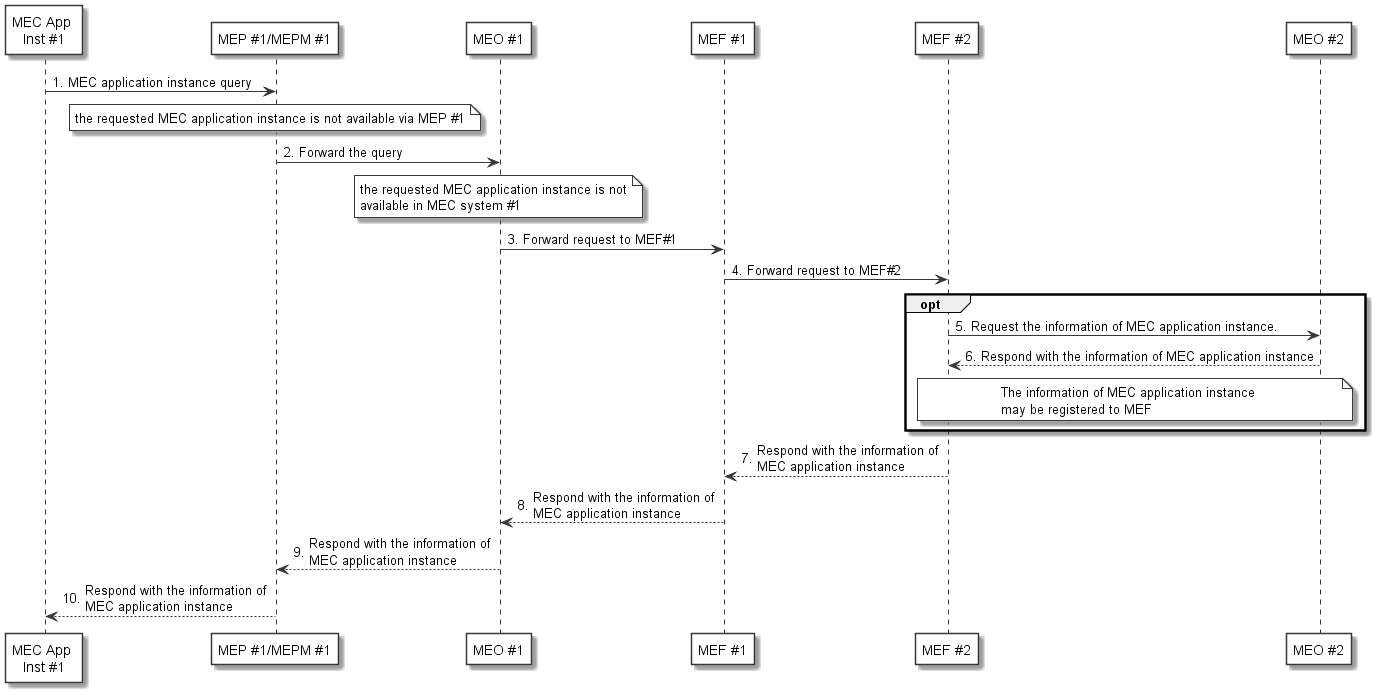 MEC App
Inst #1
MEP #1/MEPM #1
MEO #1
MEF #1
MEF #2
MEO #2
1. MEC application instance query
the requested MEC application instance is not available via MEP #1
2. Forward the query
the requested MEC application instance is not
available in MEC system #1
3. Forward request to MEF#1
4. Forward request to MEF#2
opt
5. Request the information of MEC application instance.
6. Respond with the information of MEC application instance
The information of MEC application instance
may be registered to MEF
7. Respond with the information of
MEC application instance
8. Respond with the information of
MEC application instance
9. Respond with the information of
MEC application instance
10. Respond with the information of
MEC application instance
MEC App
Inst #1
MEP #1/MEPM #1
MEO #1
MEF #1
MEF #2
MEO #2